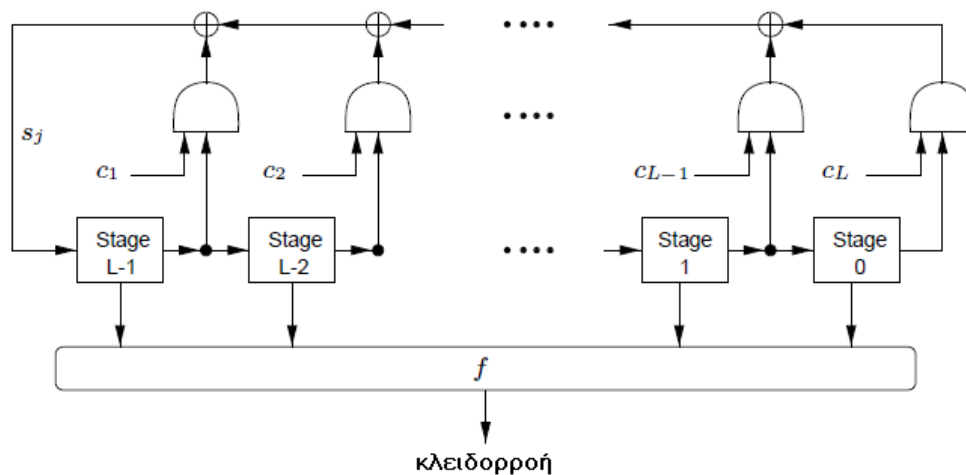 s_j
c_1
c_2
c_{L-1}
c_L
Stage L-1
Stage L-2
Stage 1
Stage 0
f
κλειδορροή